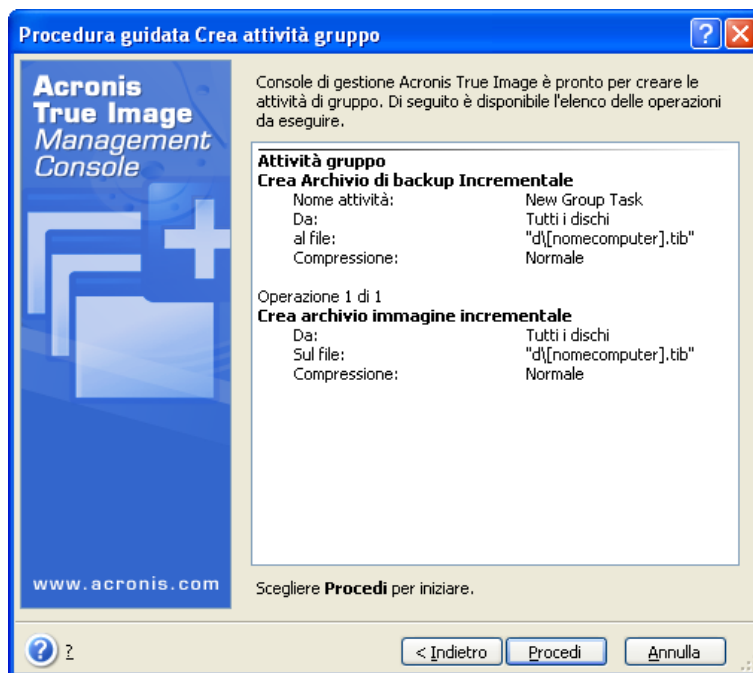 Procedura guidata Crea attività gruppo
?
Acronis
True Image
Management
Console
Console di gestione Acronis True Image è pronto per creare le
attività di gruppo. Di seguito è disponibile l'elenco delle operazioni
da eseguire.
Attività gruppo
Crea Archivio di backup Incrementale
Nome attività: New Group Task
Da: Tutti i dischi
al file: "d\[nomecomputer].tib"
Compressione: Normale
Operazione 1 di 1
Crea archivio immagine incrementale
Da: Tutti i dischi
Sul file: "d\[nomecomputer].tib"
Compressione: Normale
www.acronis.com
Scegliere Procedi per iniziare.
? ?
< Indietro Procedi Annulla